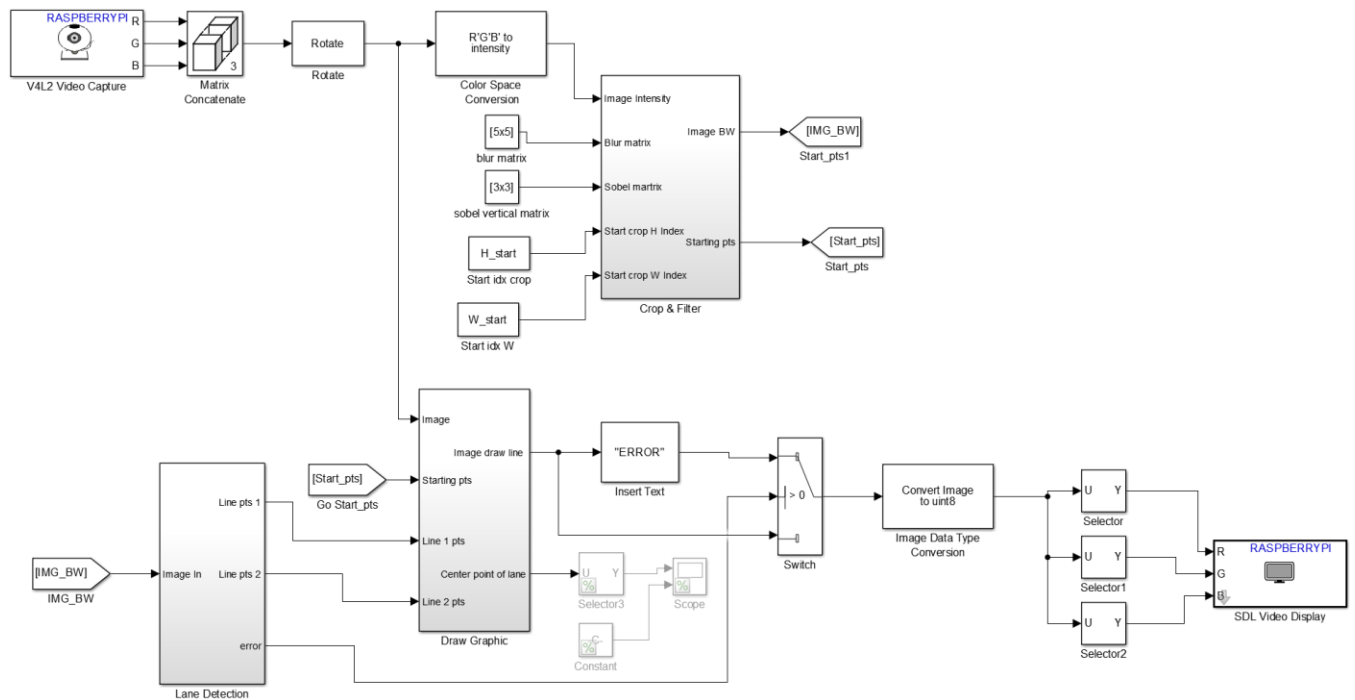 RASPBERRYPI
R
G
B
V4L2 Video Capture
3
Matrix
Concatenate
Rotate
Rotate
R'G'B' to
intensity
Color Space
Conversion
[5x5]
blur matrix
[3x3]
sobel vertical matrix
H_start
Start idx crop
W_start
Start idx W
Image Intensity
Blur matrix
Sobel martrix
Start crop H Index
Start crop W Index
Image BW
Starting pts
Crop & Filter
[IMG_BW]
Start_pts1
[Start_pts]
Start_pts
[IMG_BW]
IMG_BW
Image In
Line pts 1
Line pts 2
error
Lane Detection
[Start_pts]
Go Start_pts
Image
Starting pts
Line 1 pts
Line 2 pts
Image draw line
Center point of lane
Draw Graphic
"ERROR"
Insert Text
U Y
%
Selector3
-C-
%
Constant
%
Scope
> 0
Switch
Convert Image
to uint8
Image Data Type
Conversion
U Y
Selector
U Y
Selector1
U Y
Selector2
RASPBERRYPI
R
G
B
SDL Video Display